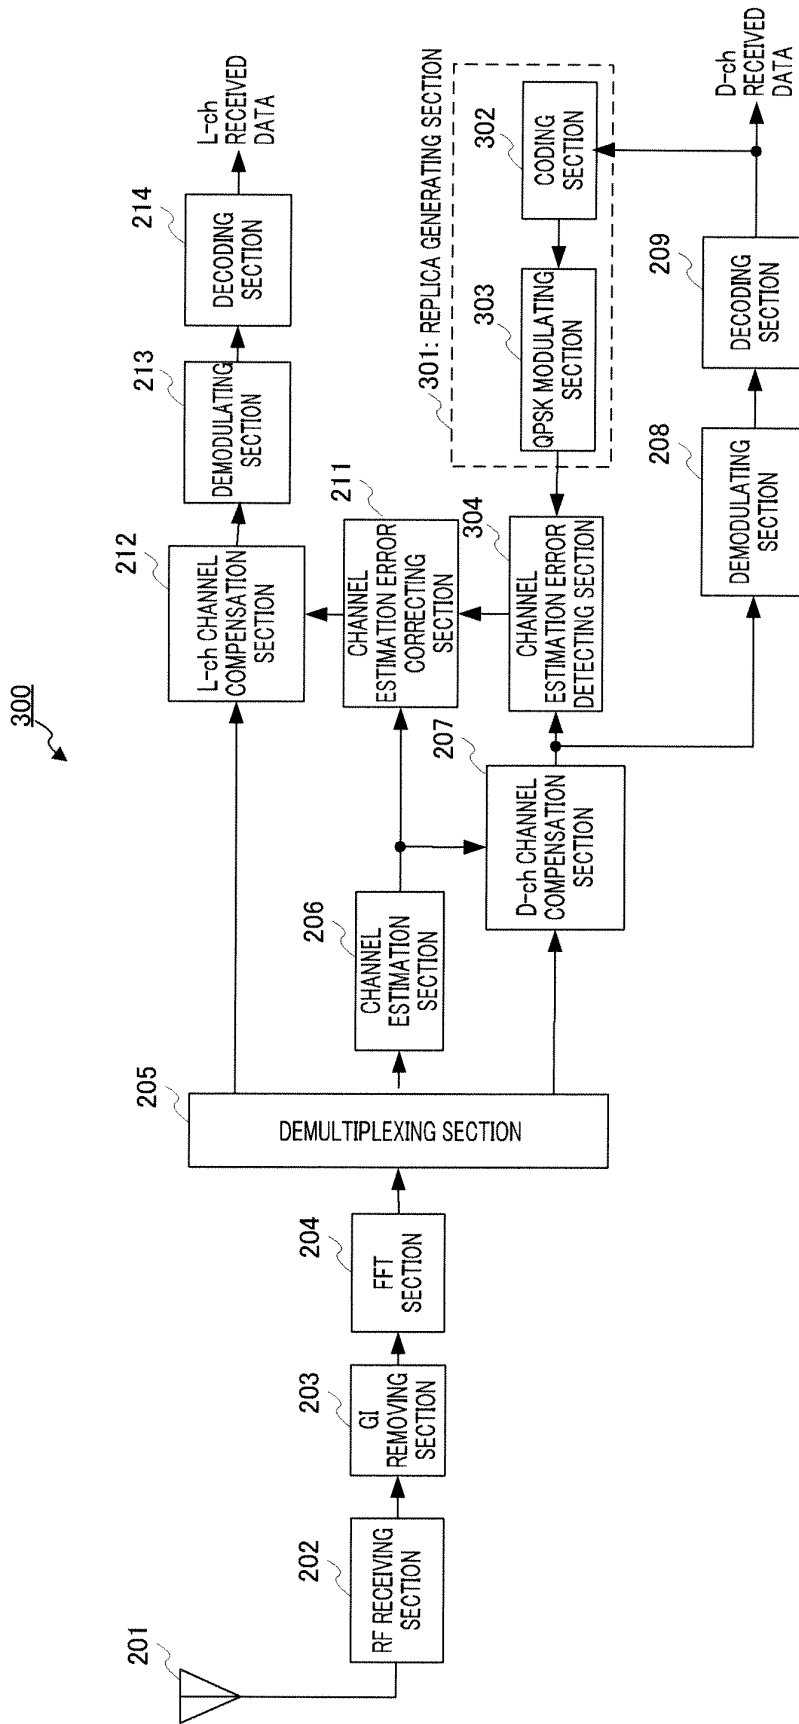 300
201
202
RF RECEIVING
SECTION
203
GI
REMOVING
SECTION
204
FFT
SECTION
205
DEMULTIPLEXING SECTION
206
CHANNEL
ESTIMATION
SECTION
207
D-ch CHANNEL
COMPENSATION
SECTION
212
L-ch CHANNEL
COMPENSATION
SECTION
211
CHANNEL
ESTIMATION ERROR
CORRECTING
SECTION
304
CHANNEL
ESTIMATION ERROR
DETECTING SECTION
213
DEMODULATING
SECTION
214
DECODING
SECTION
L-ch
RECEIVED
DATA
301: REPLICA GENERATING SECTION
303
QPSK MODULATING
SECTION
302
CODING
SECTION
208
DEMODULATING
SECTION
209
DECODING
SECTION
D-ch
RECEIVED
DATA